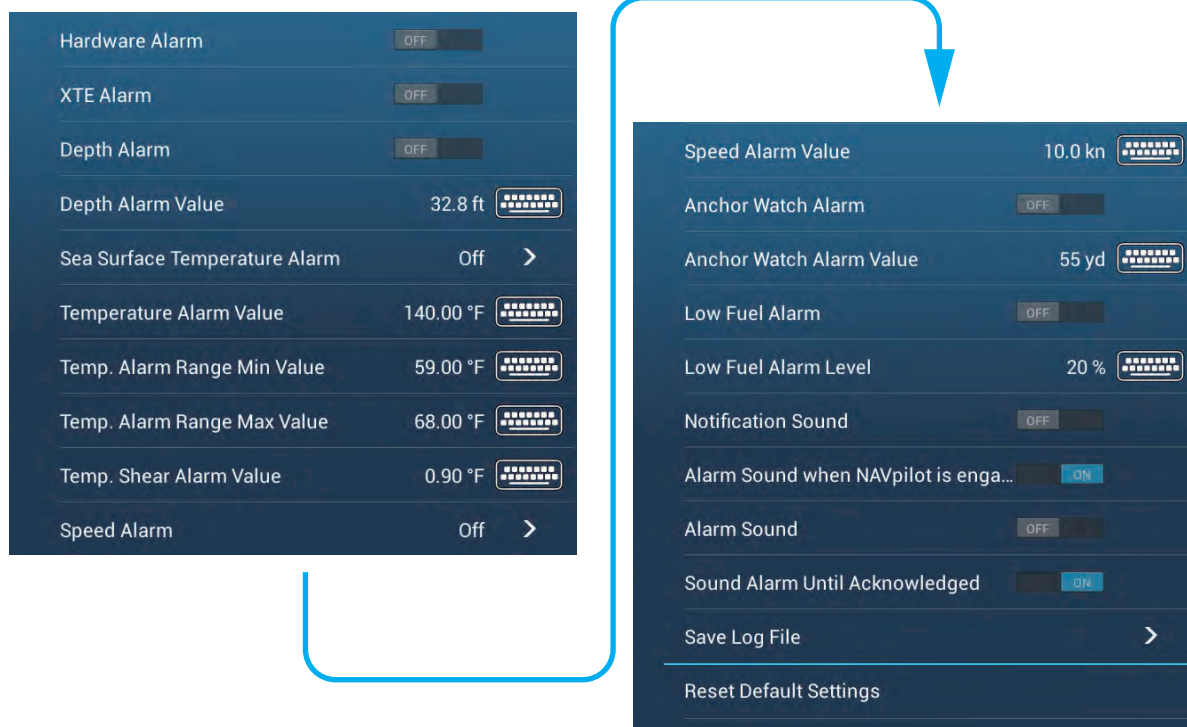 Hardware Alarm OFF
XTE Alarm OFF
Depth Alarm OFF
Depth Alarm Value 32.8 ft
Sea Surface Temperature Alarm Off
Temperature Alarm Value 140.00 °F
Temp. Alarm Range Min Value 59.00 °F
Temp. Alarm Range Max Value 68.00 °F
Temp. Shear Alarm Value 0.90 °F
Speed Alarm Off
Speed Alarm Value 10.0 kn
Anchor Watch Alarm OFF
Anchor Watch Alarm Value 55 yd
Low Fuel Alarm OFF
Low Fuel Alarm Level 20 %
Notification Sound OFF
Alarm Sound when NAVpilot is enga... ON
Alarm Sound OFF
Sound Alarm Until Acknowledged ON
Save Log File
Reset Default Settings